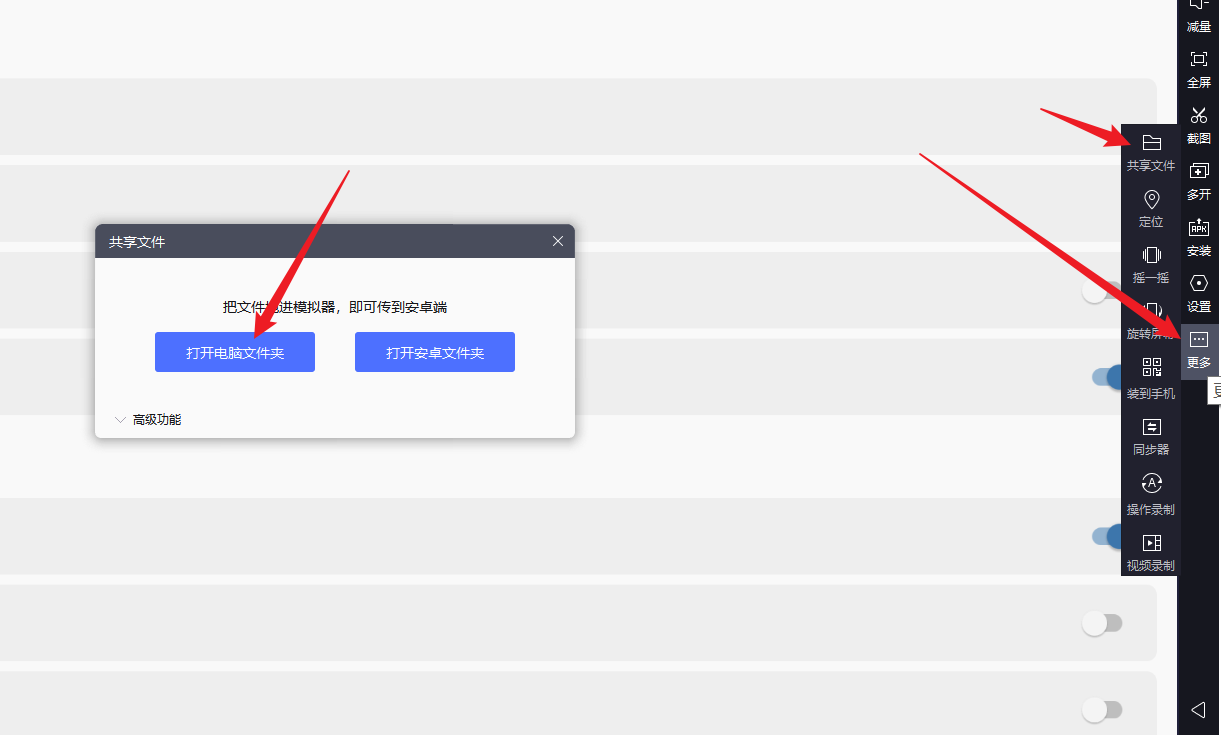 减量
全屏
截图
多开
安装
设置
更多
共享文件
定位
摇一摇
旋转屏幕
装到手机
同步器
操作录制
视频录制
共享文件
把文件拖进模拟器，即可传到安卓端
打开电脑文件夹
打开安卓文件夹
高级功能
APK
A